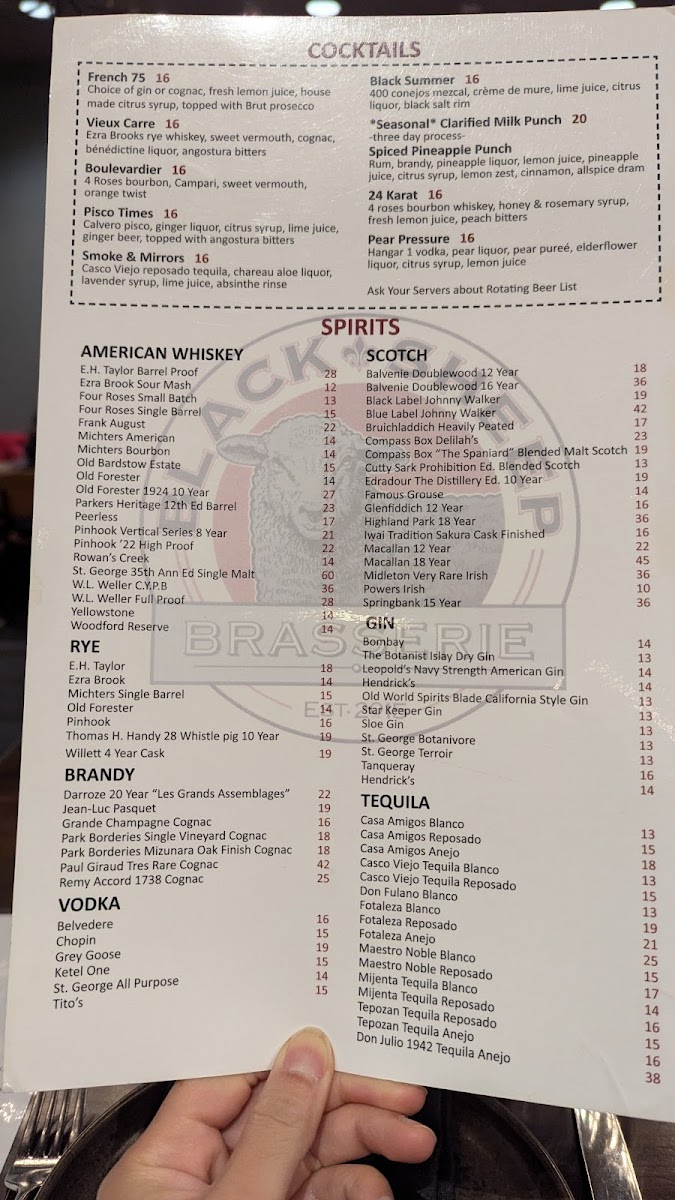 COCKTAILS
French 75 16
Choice of gin or cognac, fresh lemon juice, house
made citrus syrup, topped with Brut prosecco
Vieux Carre 16
Ezra Brooks rye whiskey, sweet vermouth, cognac,
bénédictine liquor, angostura bitters
Boulevardier 16
4 Roses bourbon, Campari, sweet vermouth,
orange twist
Pisco Times 16
Calvero pisco, ginger liquor, citrus syrup, lime juice,
ginger beer, topped with angostura bitters
Smoke & Mirrors 16
Casco Viejo reposado tequila, chareau aloe liquor,
lavender syrup, lime juice, absinthe rinse
Black Summer 16
400 conejos mezcal, crème de mure, lime juice, citrus
liquor, black salt rim
*Seasonal* Clarified Milk Punch 20
-three day process-
Spiced Pineapple Punch
Rum, brandy, pineapple liquor, lemon juice, pineapple
juice, citrus syrup, lemon zest, cinnamon, allspice dram
24 Karat 16
4 roses bourbon whiskey, honey & rosemary syrup,
fresh lemon juice, peach bitters
Pear Pressure 16
Hangar 1 vodka, pear liquor, pear pureé, elderflower
liquor, citrus syrup, lemon juice
Ask Your Servers about Rotating Beer List
SPIRITS
AMERICAN WHISKEY
E.H. Taylor Barrel Proof 28
Ezra Brook Sour Mash 12
Four Roses Small Batch 13
Four Roses Single Barrel 15
Frank August 22
Michters American 14
Michters Bourbon 14
Old Bardstow Estate 15
Old Forester 14
Old Forester 1924 10 Year 27
Parkers Heritage 12th Ed Barrel 23
Peerless 17
Pinhook Vertical Series 8 Year 21
Pinhook '22 High Proof 22
Rowan's Creek 14
St. George 35th Ann Ed Single Malt 60
W.L. Weller C.Y.P.B 36
W.L. Weller Full Proof 28
Yellowstone 14
Woodford Reserve 14
RYE
E.H. Taylor 18
Ezra Brook 14
Michters Single Barrel 15
Old Forester 14
Pinhook 16
Thomas H. Handy 28 Whistle pig 10 Year 19
Willett 4 Year Cask 19
BRANDY
Darroze 20 Year “Les Grands Assemblages” 22
Jean-Luc Pasquet 19
Grande Champagne Cognac 16
Park Borderies Single Vineyard Cognac 18
Park Borderies Mizunara Oak Finish Cognac 18
Paul Giraud Tres Rare Cognac 42
Remy Accord 1738 Cognac 25
VODKA
Belvedere 16
Chopin 15
Grey Goose 19
Ketel One 15
St. George All Purpose 14
Tito's 15
SCOTCH
Balvenie Doublewood 12 Year 18
Balvenie Doublewood 16 Year 36
Black Label Johnny Walker 19
Blue Label Johnny Walker 42
Bruichladdich Heavily Peated 17
Compass Box Delilah's 23
Compass Box “The Spaniard” Blended Malt Scotch 19
Cutty Sark Prohibition Ed. Blended Scotch 13
Edradour The Distillery Ed. 10 Year 19
Famous Grouse 14
Glenfiddich 12 Year 16
Highland Park 18 Year 36
Iwai Tradition Sakura Cask Finished 16
Macallan 12 Year 22
Macallan 18 Year 45
Midleton Very Rare Irish 36
Powers Irish 10
Springbank 15 Year 36
GIN
Bombay 14
The Botanist Islay Dry Gin 13
Leopold's Navy Strength American Gin 14
Hendrick's 14
Old World Spirits Blade California Style Gin 13
Star Keeper Gin 13
Sloe Gin 13
St. George Botanivore 13
St. George Terroir 13
Tanqueray 16
Hendrick's 14
TEQUILA
Casa Amigos Blanco 13
Casa Amigos Reposado 15
Casa Amigos Anejo 18
Casco Viejo Tequila Blanco 13
Casco Viejo Tequila Reposado 15
Don Fulano Blanco 13
Fotaleza Blanco 19
Fotaleza Reposado 21
Fotaleza Anejo 25
Maestro Noble Blanco 15
Maestro Noble Reposado 17
Mijenta Tequila Blanco 14
Mijenta Tequila Reposado 16
Tepozan Tequila Reposado 15
Tepozan Tequila Anejo 16
Don Julio 1942 Tequila Anejo 38
BLACK SHEEP
BRASSERIE